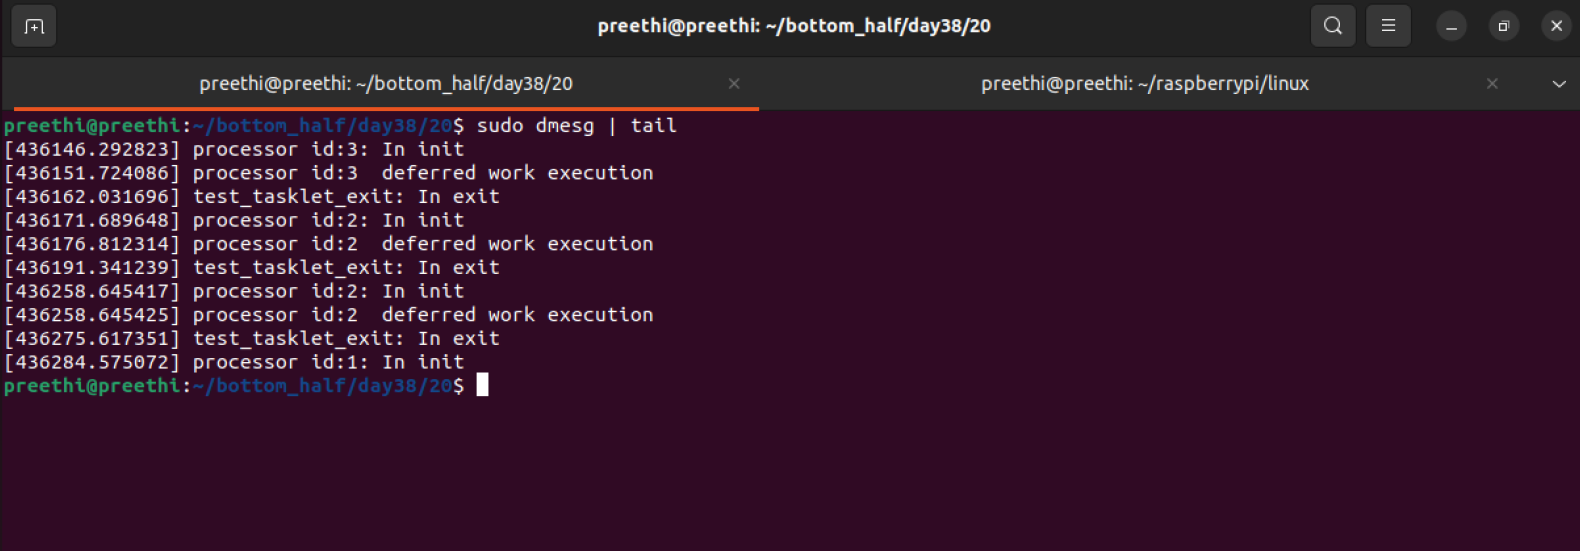 preethi@preethi: ~/bottom_half/day38/20
preethi@preethi: ~/bottom_half/day38/20
preethi@preethi: ~/raspberrypi/linux
preethi@preethi:~/bottom_half/day38/20$ sudo dmesg | tail
[436146.292823] processor id:3: In init
[436151.724086] processor id:3  deferred work execution
[436162.031696] test_tasklet_exit: In exit
[436171.689648] processor id:2: In init
[436176.812314] processor id:2  deferred work execution
[436191.341239] test_tasklet_exit: In exit
[436258.645417] processor id:2: In init
[436258.645425] processor id:2  deferred work execution
[436275.617351] test_tasklet_exit: In exit
[436284.575072] processor id:1: In init
preethi@preethi:~/bottom_half/day38/20$